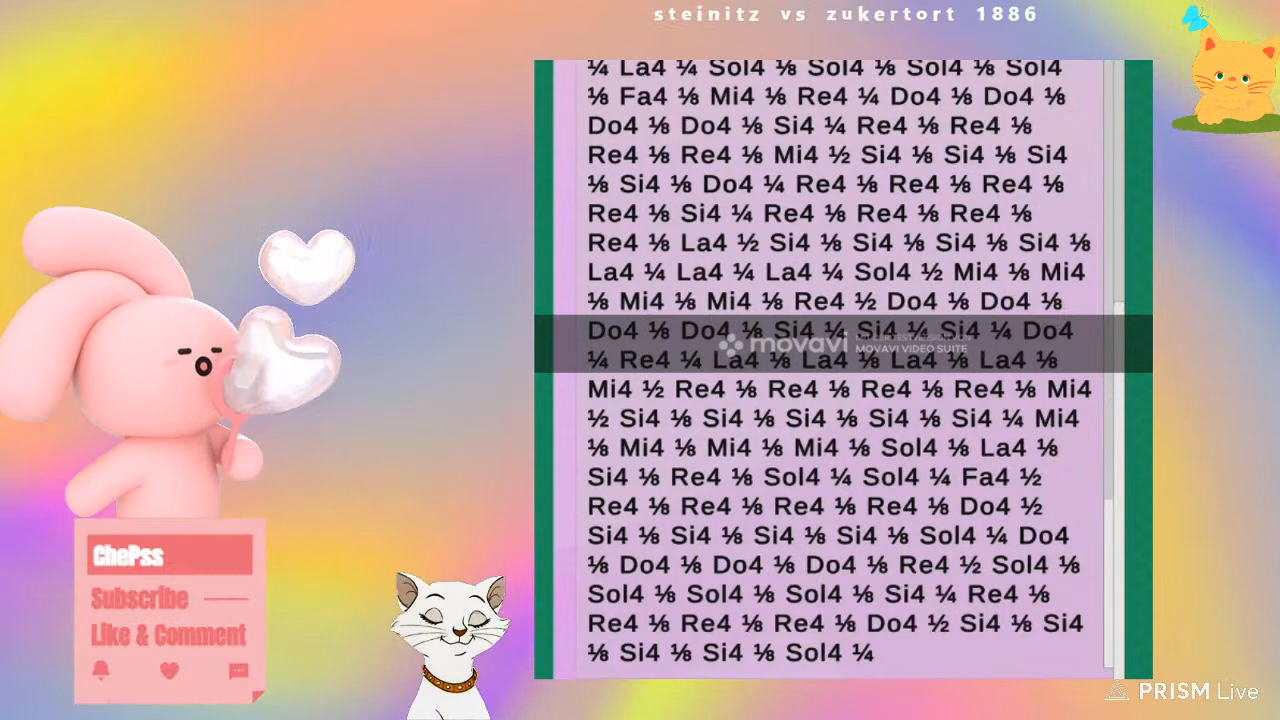 steinitz vs zukertort 1886
¼ La4 ¼ Sol4 ⅛ Sol4 ⅛ Sol4 ⅛ Sol4
⅛ Fa4 ⅛ Mi4 ⅛ Re4 ¼ Do4 ⅛ Do4 ⅛
Do4 ⅛ Do4 ⅛ Si4 ¼ Re4 ⅛ Re4 ⅛
Re4 ⅛ Re4 ⅛ Mi4 ½ Si4 ⅛ Si4 ⅛ Si4
⅛ Si4 ⅛ Do4 ¼ Re4 ⅛ Re4 ⅛ Re4 ⅛
Re4 ⅛ Si4 ¼ Re4 ⅛ Re4 ⅛ Re4 ⅛
Re4 ⅛ La4 ½ Si4 ⅛ Si4 ⅛ Si4 ⅛ Si4 ⅛
La4 ¼ La4 ¼ La4 ¼ Sol4 ½ Mi4 ⅛ Mi4
⅛ Mi4 ⅛ Mi4 ⅛ Re4 ½ Do4 ⅛ Do4 ⅛
Do4 ⅛ Do4 ⅛ Si4 ¼ Si4 ¼ Si4 ¼ Do4
¼ Re4 ¼ La4 ⅛ La4 ⅛ La4 ⅛ La4 ⅛
movavi
MOVAVI VIDEO SUITE
Mi4 ½ Re4 ⅛ Re4 ⅛ Re4 ⅛ Re4 ⅛ Mi4
½ Si4 ⅛ Si4 ⅛ Si4 ⅛ Si4 ⅛ Si4 ¼ Mi4
⅛ Mi4 ⅛ Mi4 ⅛ Mi4 ⅛ Sol4 ⅛ La4 ⅛
Si4 ⅛ Re4 ⅛ Sol4 ¼ Sol4 ¼ Fa4 ½
Re4 ⅛ Re4 ⅛ Re4 ⅛ Re4 ⅛ Do4 ½
Si4 ⅛ Si4 ⅛ Si4 ⅛ Si4 ⅛ Sol4 ¼ Do4
⅛ Do4 ⅛ Do4 ⅛ Do4 ⅛ Re4 ½ Sol4 ⅛
Sol4 ⅛ Sol4 ⅛ Sol4 ⅛ Si4 ¼ Re4 ⅛
Re4 ⅛ Re4 ⅛ Re4 ⅛ Do4 ½ Si4 ⅛ Si4
⅛ Si4 ⅛ Si4 ⅛ Sol4 ¼
ChePss
Subscribe
Like & Comment
PRISM Live